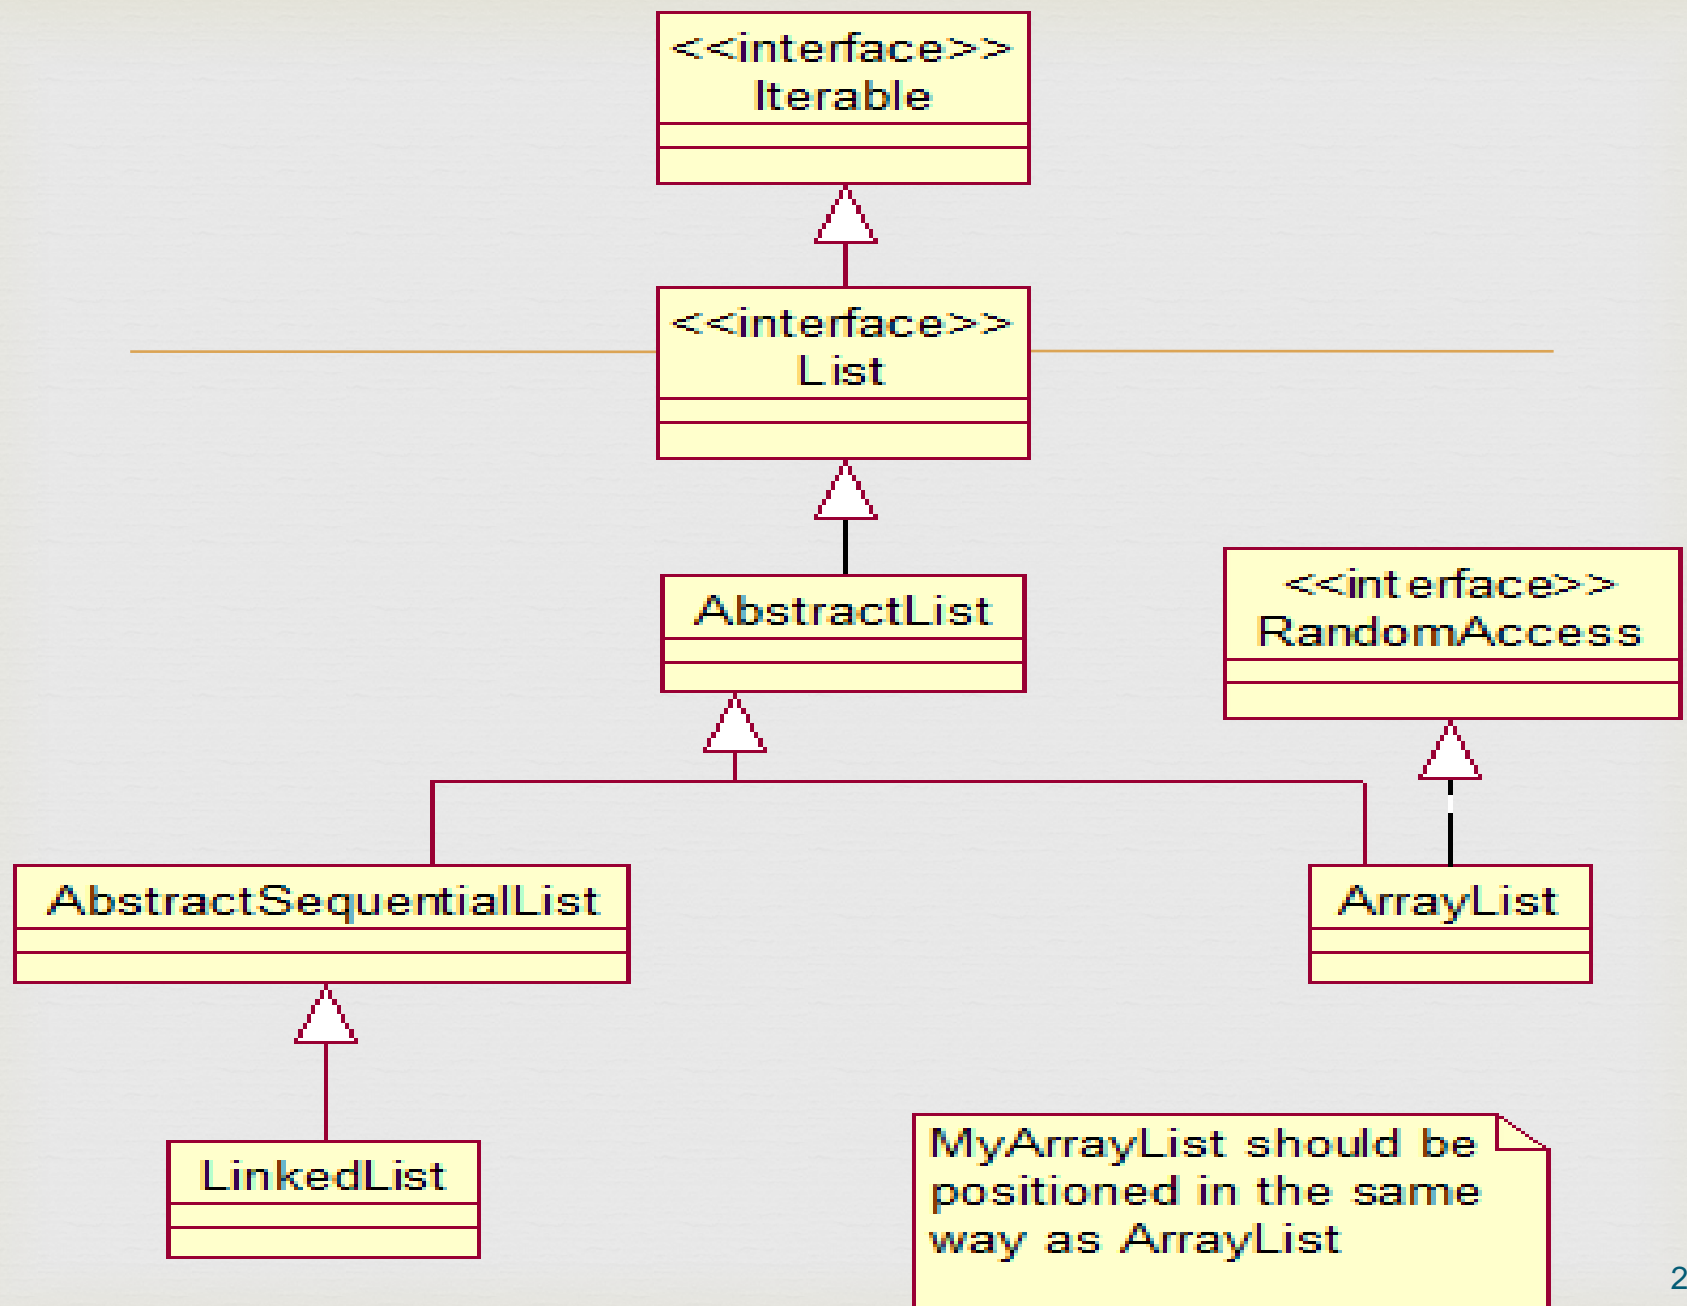 <<interface>>
Iterable
<<interface>>
List
AbstractList
<<interface>>
RandomAccess
AbstractSequentialList
ArrayList
LinkedList
MyArrayList should be
positioned in the same
way as ArrayList
2